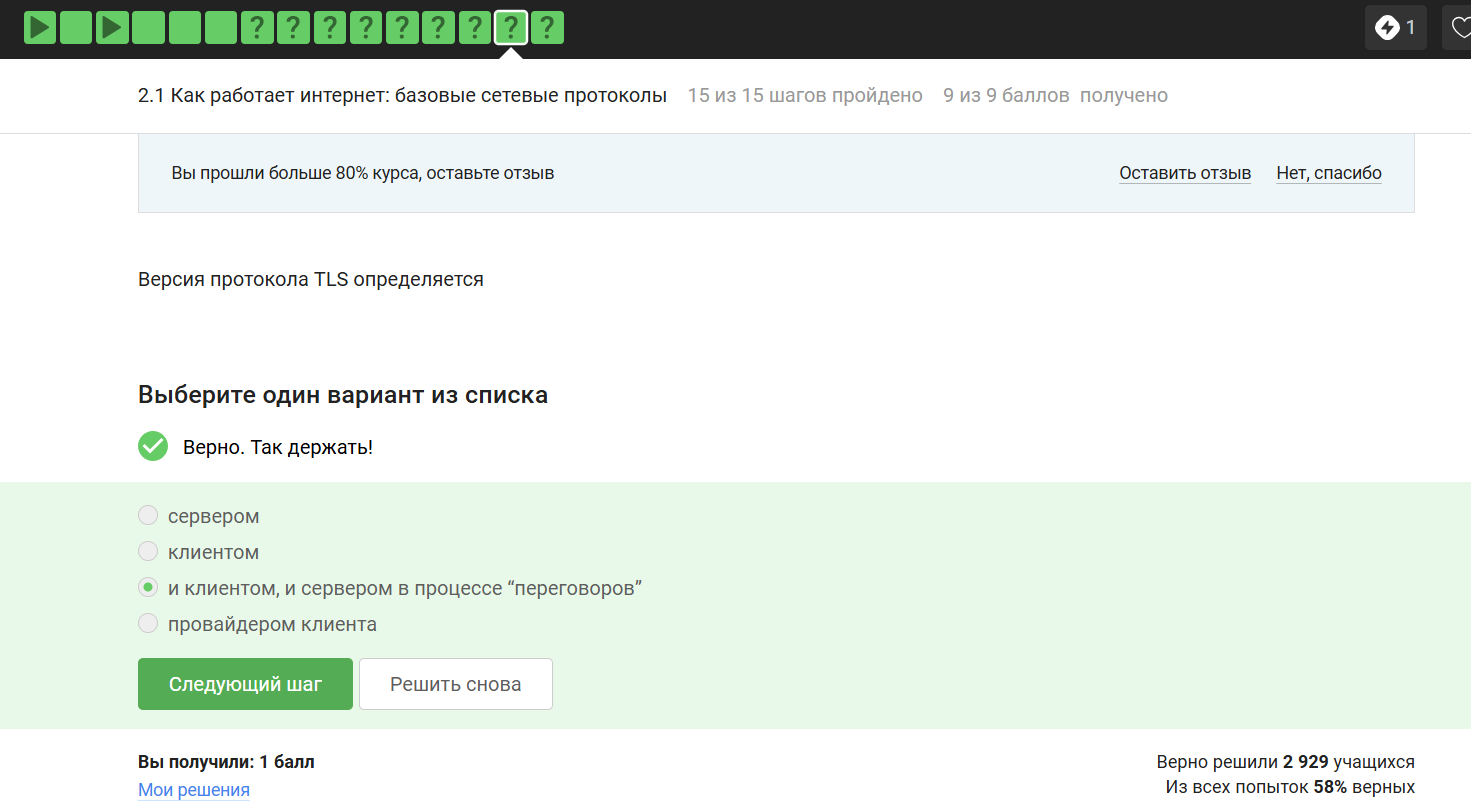 ? ? ? ? ? ? ? ? ?
1
2.1 Как работает интернет: базовые сетевые протоколы 15 из 15 шагов пройдено 9 из 9 баллов получено
Вы прошли больше 80% курса, оставьте отзыв Оставить отзыв Нет, спасибо
Версия протокола TLS определяется
Выберите один вариант из списка
Верно. Так держать!
сервером
клиентом
и клиентом, и сервером в процессе “переговоров”
провайдером клиента
Следующий шаг Решить снова
Вы получили: 1 балл
Мои решения
Верно решили 2 929 учащихся
Из всех попыток 58% верных